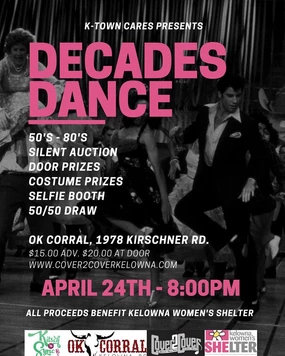 K-TOWN CARES PRESENTS
DECADES
DANCE
50'S - 80'S
SILENT AUCTION
DOOR PRIZES
COSTUME PRIZES
SELFIE BOOTH
50/50 DRAW
OK CORRAL, 1978 KIRSCHNER RD.
$15.00 ADV. $20.00 AT DOOR
WWW.COVER2COVERKELOWNA.COM
APRIL 24TH - 8:00PM
ALL PROCEEDS BENEFIT KELOWNA WOMEN'S SHELTER
OK CORRAL
Cover2Cover
kelowna
women's
SHELTER